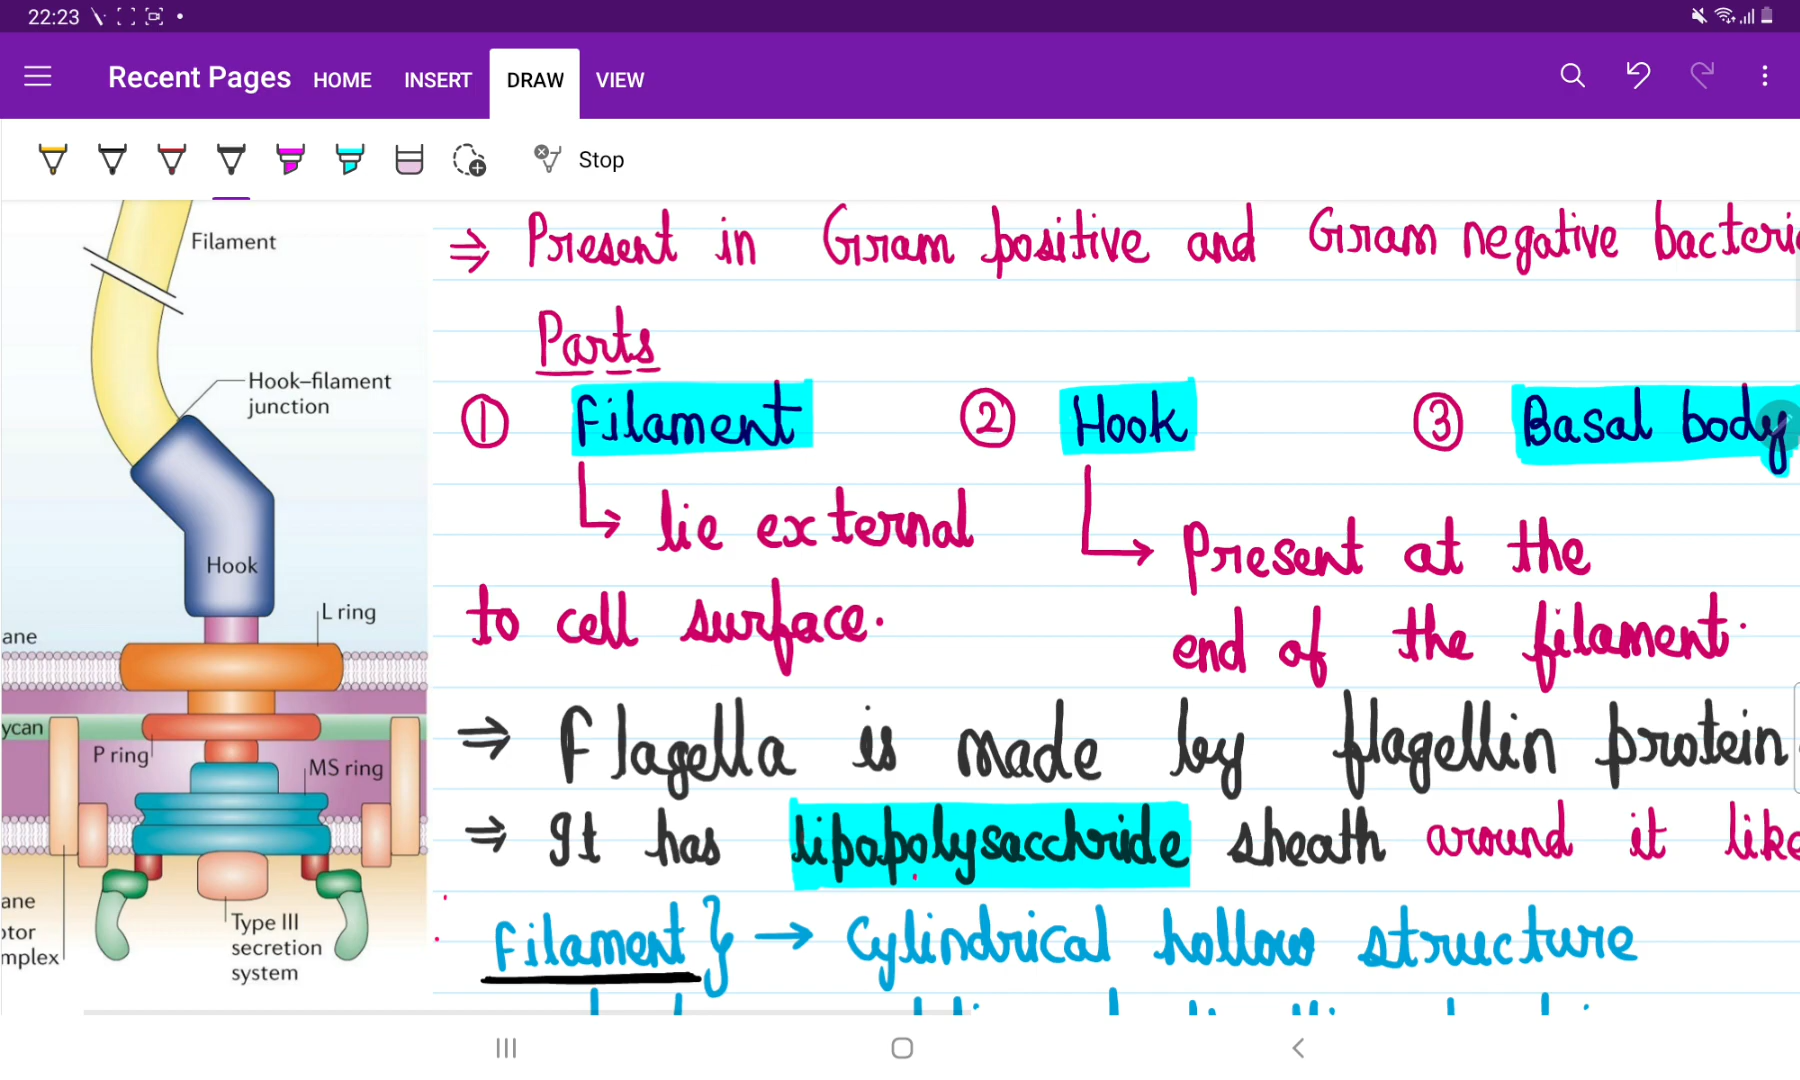 22:23
Recent Pages HOME INSERT DRAW VIEW
Stop
Filament
Hook–filament
junction
Hook
L ring
ane
ycan
P ring
MS ring
ane
otor
mplex
Type III
secretion
system
⇒ Present in Gram positive and Gram negative bacteria
Parts
① Filament ② Hook ③ Basal body
↳ lie external
to cell surface.
↳ Present at the
end of the filament.
⇒ Flagella is made by flagellin protein
⇒ It has lipopolysacchride sheath around it like
Filament } → Cylindrical hollow structure